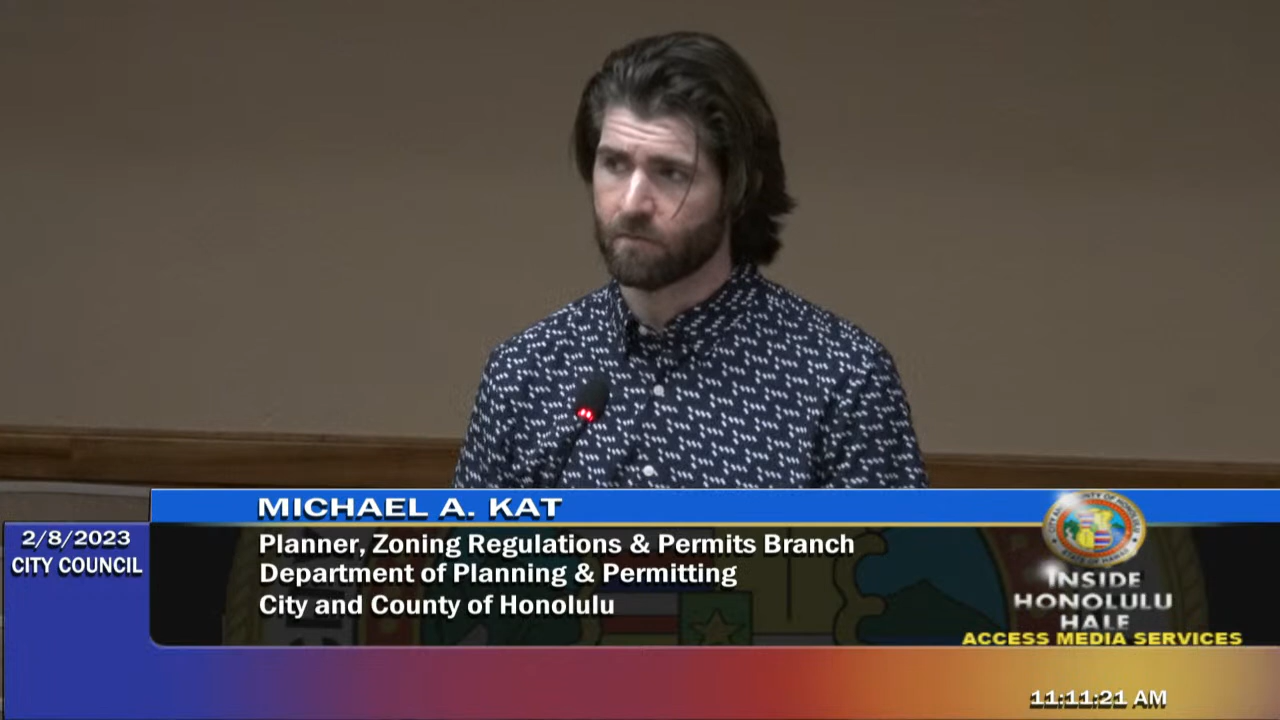 MICHAEL A. KAT
2/8/2023
CITY COUNCIL
Planner, Zoning Regulations & Permits Branch
Department of Planning & Permitting
City and County of Honolulu
INSIDE
HONOLULU
HALE
ACCESS MEDIA SERVICES
11:11:21 AM